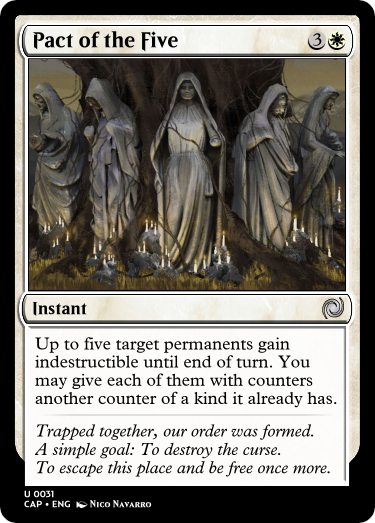 Pact of the Five 3
Instant
Up to five target permanents gain
indestructible until end of turn. You
may give each of them with counters
another counter of a kind it already has.
Trapped together, our order was formed.
A simple goal: To destroy the curse.
To escape this place and be free once more.
U 0031
CAP • ENG Nico Navarro